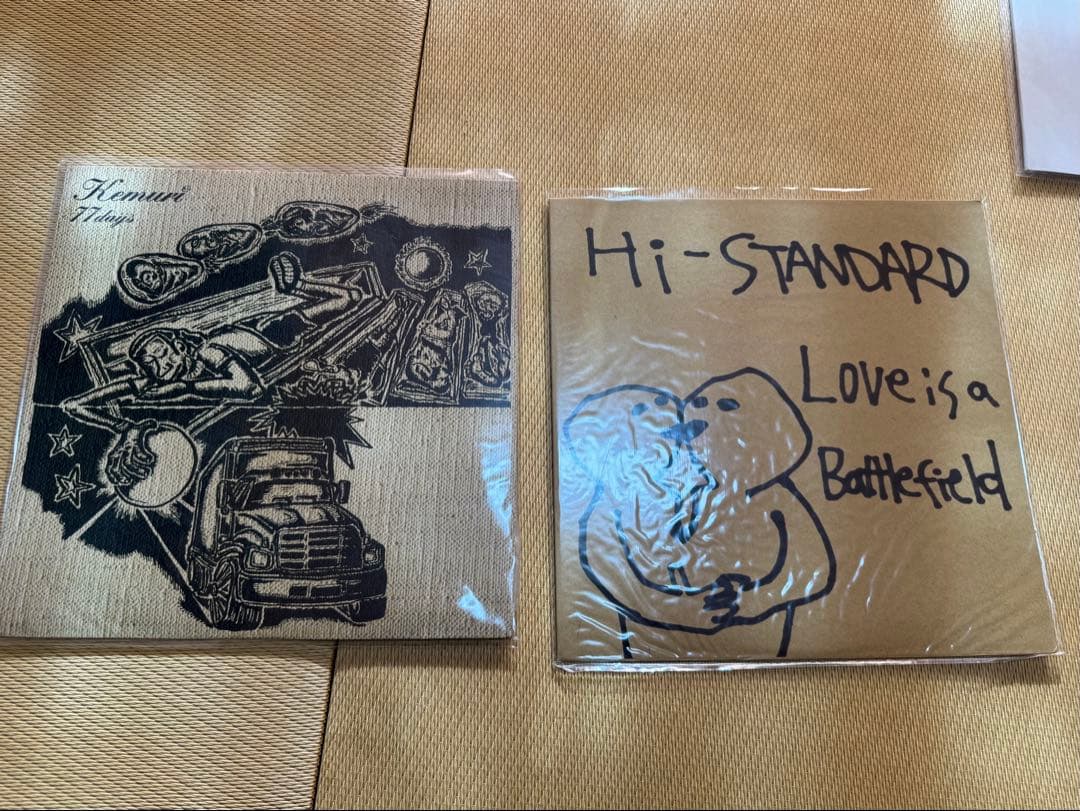 Kemuri
77days
Hi-STANDARD
Love is a
Battlefield